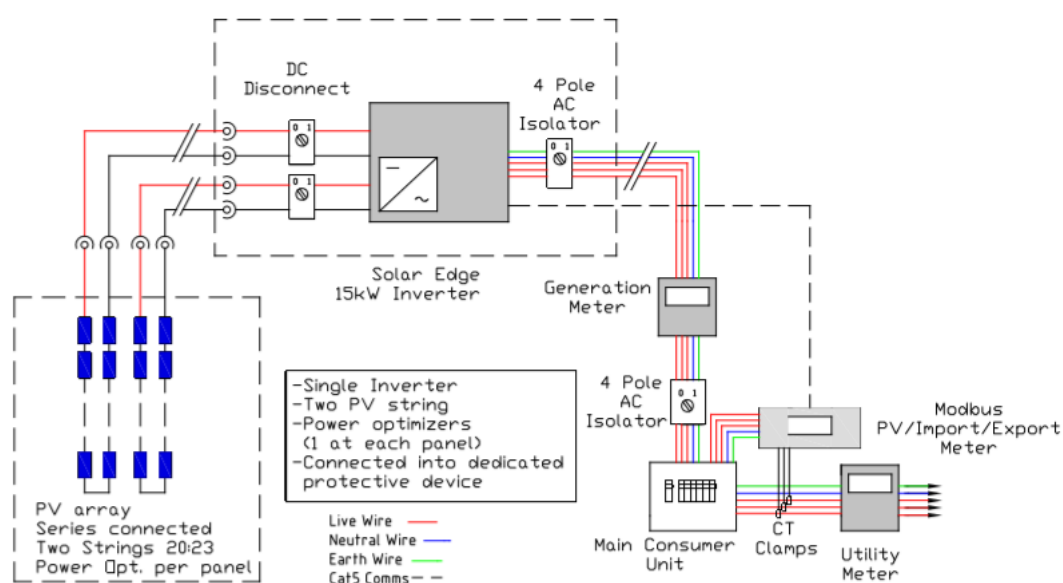 DC
Disconnect
4 Pole
AC
Isolator
0 1
0 1
0 1
Solar Edge
15kW Inverter
Generation
Meter
4 Pole
AC
Isolator
0 1
Modbus
PV/Import/Export
Meter
-Single Inverter
-Two PV string
-Power optimizers
(1 at each panel)
-Connected into dedicated
protective device
PV array
Series connected
Two Strings 20:23
Power Opt. per panel
Live Wire
Neutral Wire
Earth Wire
Cat5 Comms
Main Consumer
Unit
CT
Clamps
Utility
Meter